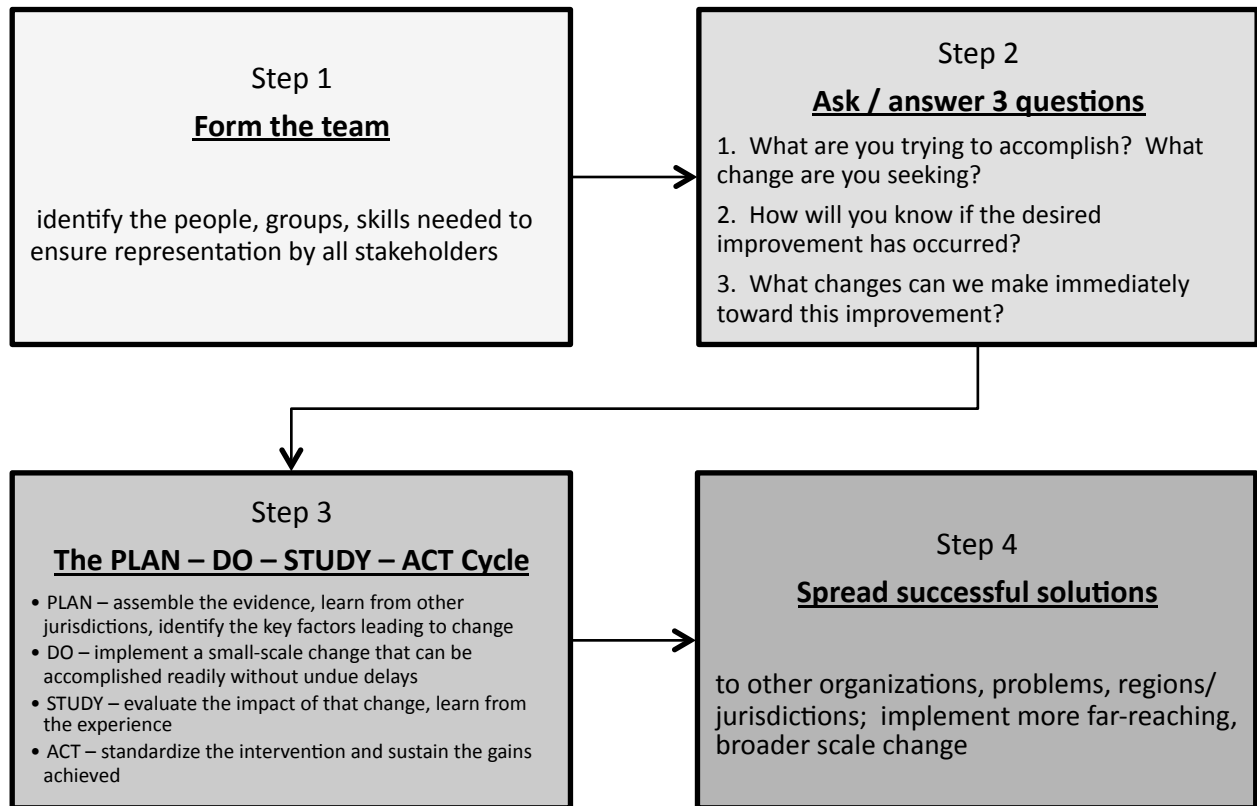 Step 1
Form the team
identify the people, groups, skills needed to
ensure representation by all stakeholders
Step 2
Ask / answer 3 questions
1. What are you trying to accomplish? What
change are you seeking?
2. How will you know if the desired
improvement has occurred?
3. What changes can we make immediately
toward this improvement?
Step 3
The PLAN – DO – STUDY – ACT Cycle
• PLAN – assemble the evidence, learn from other
jurisdictions, identify the key factors leading to change
• DO – implement a small-scale change that can be
accomplished readily without undue delays
• STUDY – evaluate the impact of that change, learn from
the experience
• ACT – standardize the intervention and sustain the gains
achieved
Step 4
Spread successful solutions
to other organizations, problems, regions/
jurisdictions; implement more far-reaching,
broader scale change